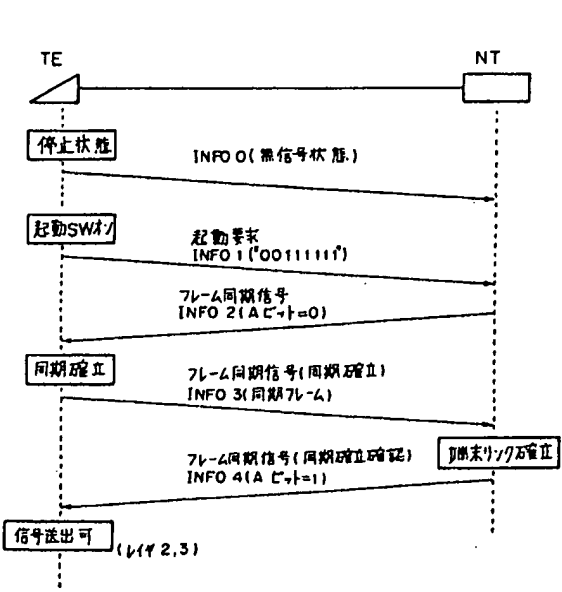 TE
NT
停止状態
INFO 0(無信号状態)
起動SWオン
起動要求
INFO 1("00111111")
フレーム同期信号
INFO 2(Aビット=0)
同期確立
フレーム同期信号(同期確立)
INFO 3(同期フレーム)
端末リンク確立
フレーム同期信号(同期確立確認)
INFO 4(Aビット=1)
信号送出可
(レイヤ2,3)